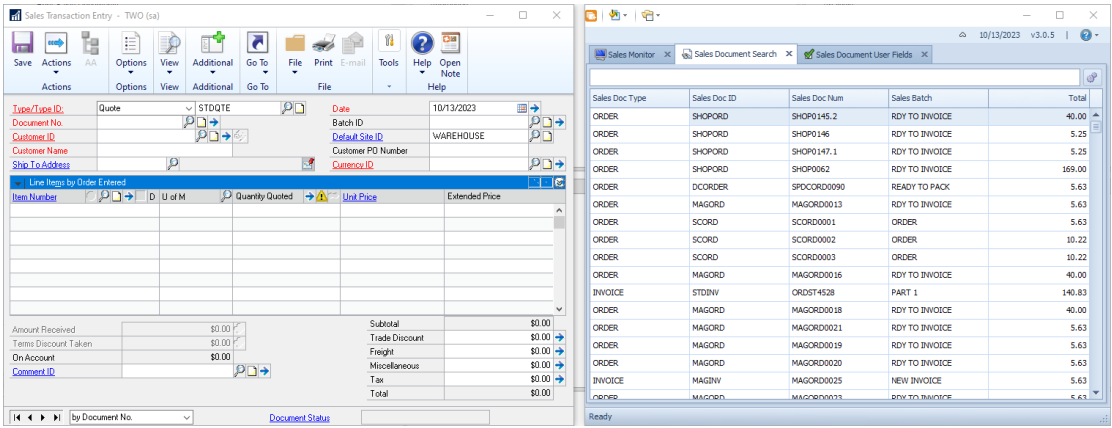 Sales Transaction Entry - TWO (sa)
Save Actions AA Options View Additional Go To File Print E-mail Tools Help Open Note
Actions Options View Additional Go To File Help
Type/Type ID: Quote STDQTE Date 10/13/2023
Document No. Batch ID
Customer ID Default Site ID WAREHOUSE
Customer Name Customer PO Number
Ship To Address Currency ID
Line Items by Order Entered
Item Number D U of M Quantity Quoted Unit Price Extended Price
Amount Received $0.00 Subtotal $0.00
Terms Discount Taken $0.00 Trade Discount $0.00
On Account $0.00 Freight $0.00
Comment ID Miscellaneous $0.00
Tax $0.00
Total $0.00
by Document No. Document Status
10/13/2023 v3.0.5 |
Sales Monitor Sales Document Search Sales Document User Fields
Sales Doc Type Sales Doc ID Sales Doc Num Sales Batch Total
ORDER SHOPORD SHOP0145.2 RDY TO INVOICE 40.00
ORDER SHOPORD SHOP0146 RDY TO INVOICE 5.25
ORDER SHOPORD SHOP0147.1 RDY TO INVOICE 5.25
ORDER SHOPORD SHOP0062 RDY TO INVOICE 169.00
ORDER DCORDER SPDCORD0090 READY TO PACK 5.63
ORDER MAGORD MAGORD0013 RDY TO INVOICE 5.63
ORDER SCORD SCORD0001 ORDER 5.63
ORDER SCORD SCORD0002 ORDER 10.22
ORDER SCORD SCORD0003 ORDER 10.22
ORDER MAGORD MAGORD0016 RDY TO INVOICE 40.00
INVOICE STDINV ORDST4528 PART 1 140.83
ORDER MAGORD MAGORD0018 RDY TO INVOICE 40.00
ORDER MAGORD MAGORD0021 RDY TO INVOICE 5.63
ORDER MAGORD MAGORD0019 RDY TO INVOICE 5.63
ORDER MAGORD MAGORD0020 RDY TO INVOICE 5.63
INVOICE MAGINV MAGORD0025 NEW INVOICE 5.63
ORDER MAGORD MAGORD0023 RDY TO INVOICE 5.63
Ready